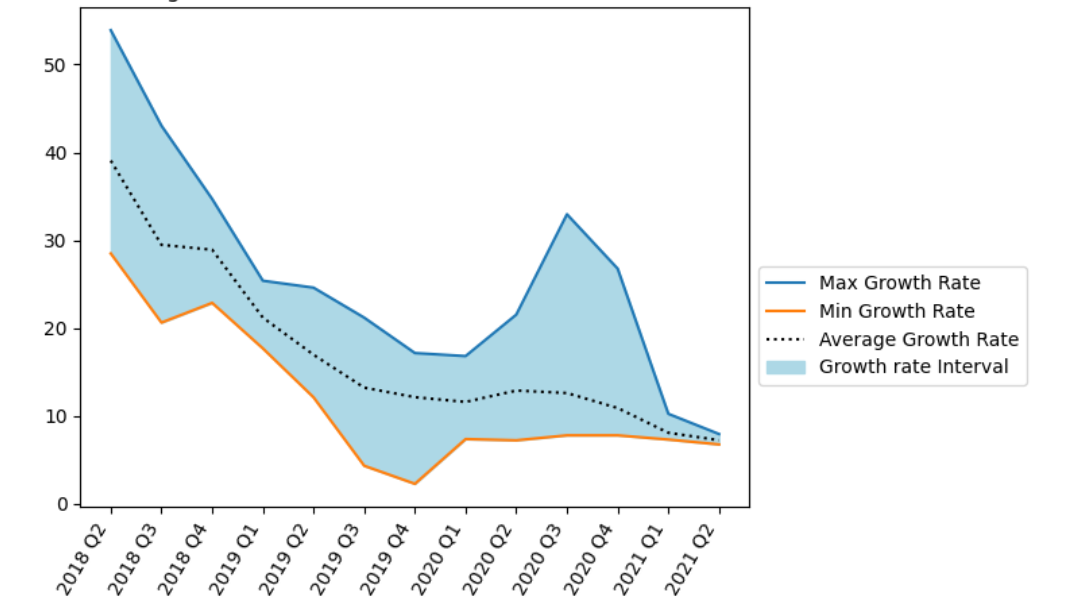 50
40
30
20
10
0
2018 Q2
2018 Q3
2018 Q4
2019 Q1
2019 Q2
2019 Q3
2019 Q4
2020 Q1
2020 Q2
2020 Q3
2020 Q4
2021 Q1
2021 Q2
Max Growth Rate
Min Growth Rate
Average Growth Rate
Growth rate Interval